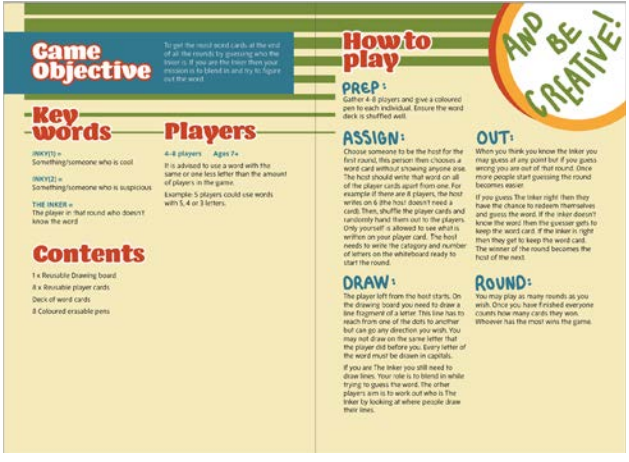 Game
Objective
To get the most word cards at the end
of all the rounds by guessing who the
Inker is. If you are the Inker then your
mission is to blend in and try to figure
out the word
Key
words
INKY(1) =
Something/someone who is cool
INKY(2) =
Something/someone who is suspicious
THE INKER =
The player in that round who doesn't
know the word
Players
4-8 players Ages 7+
It is advised to use a word with the
same or one less letter than the amount
of players in the game.
Example: 5 players could use words
with 5, 4 or 3 letters.
Contents
1 x Reusable Drawing board
8 x Reusable player cards
Deck of word cards
8 Coloured erasable pens
How to
play
AND
BE
CREATIVE!
PREP:
Gather 4-8 players and give a coloured
pen to each individual. Ensure the word
deck is shuffled well.
ASSIGN:
Choose someone to be the host for the
first round, this person then chooses a
word card without showing anyone else.
The host should write that word on all
of the player cards apart from one. For
example if there are 8 players, the host
writes on 6 (the host doesn't need a
card). Then, shuffle the player cards and
randomly hand them out to the players.
Only yourself is allowed to see what is
written on your player card. The host
needs to write the category and number
of letters on the whiteboard ready to
start the round.
DRAW:
The player left from the host starts. On
the drawing board you need to draw a
line fragment of a letter This line has to
reach from one of the dots to another
but can go any direction you wish. You
may not draw on the same letter that
the player did before you. Every letter of
the word must be drawn in capitals.
If you are The Inker you still need to
draw lines. Your role is to blend in while
trying to guess the word. The other
players aim is to work out who is The
Inker by looking at where people draw
their lines.
OUT:
When you think you know the Inker you
may guess at any point but if you guess
wrong you are out of that round. Once
more people start guessing the round
becomes easier.
If you guess The Inker right then they
have the chance to redeem themselves
and guess the word. If the inker doesn't
know the word then the guesser gets to
keep the word card. If the inker is right
then they get to keep the word card.
The winner of the round becomes the
host of the next.
ROUND:
You may play as many rounds as you
wish. Once you have finished everyone
counts how many cards they won.
Whoever has the most wins the game.